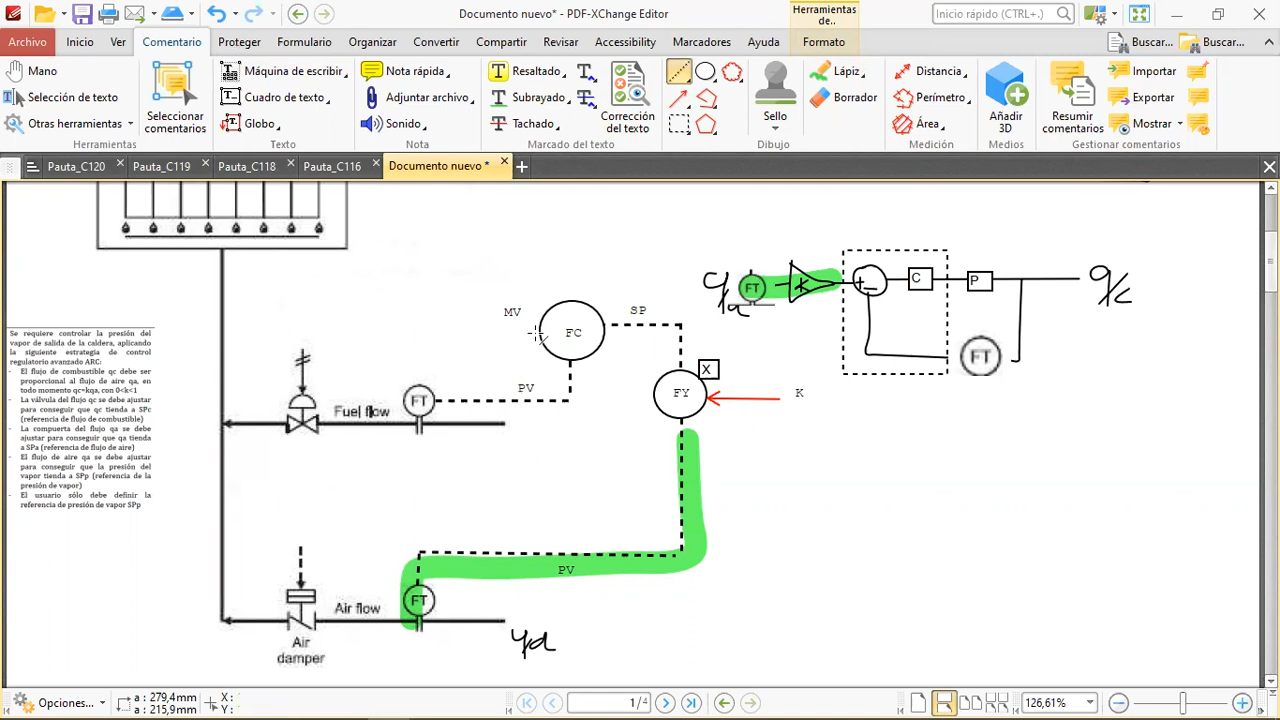 Documento nuevo * - PDF-XChange Editor
Herramientas de..
Inicio rápido (CTRL+.)
Archivo Inicio Ver Comentario Proteger Formulario Organizar Convertir Compartir Revisar Accessibility Marcadores Ayuda Formato Buscar... Buscar...
Mano
Selección de texto
Otras herramientas
Seleccionar comentarios
Herramientas
Máquina de escribir
Cuadro de texto
Globo
Texto
Nota rápida
Adjuntar archivo
Sonido
Nota
Resaltado
Subrayado
Tachado
Corrección del texto
Marcado del texto
Dibujo
Sello
Lápiz
Borrador
Distancia
Perímetro
Área
Medición
Añadir 3D
Medios
Resumir comentarios
Importar
Exportar
Mostrar
Gestionar comentarios
Pauta_C120 Pauta_C119 Pauta_C118 Pauta_C116 Documento nuevo *
Se requiere controlar la presión del
vapor de salida de la caldera, aplicando
la siguiente estrategia de control
regulatorio avanzado ARC:
- El flujo de combustible qc debe ser
proporcional al flujo de aire qa, en
todo momento qc=kqa, con 0<k<1
- La válvula del flujo qc se debe ajustar
para conseguir que qc tienda a SPc
(referencia de flujo de combustible)
- La compuerta del flujo qa se debe
ajustar para conseguir que qa tienda
a SPa (referencia de flujo de aire)
- El flujo de aire qa se debe ajustar
para conseguir que la presión del
vapor tienda a SPp (referencia de la
presión de vapor)
- El usuario sólo debe definir la
referencia de presión de vapor SPp
MV
FC
SP
PV
FT
Fuel flow
X
FY
K
PV
FT
Air flow
Air
damper
qa
qa
FT
K
+
-
C
P
qc
FT
Opciones...
a : 279,4mm
a : 215,9mm
X :
Y :
1/4
126,61%